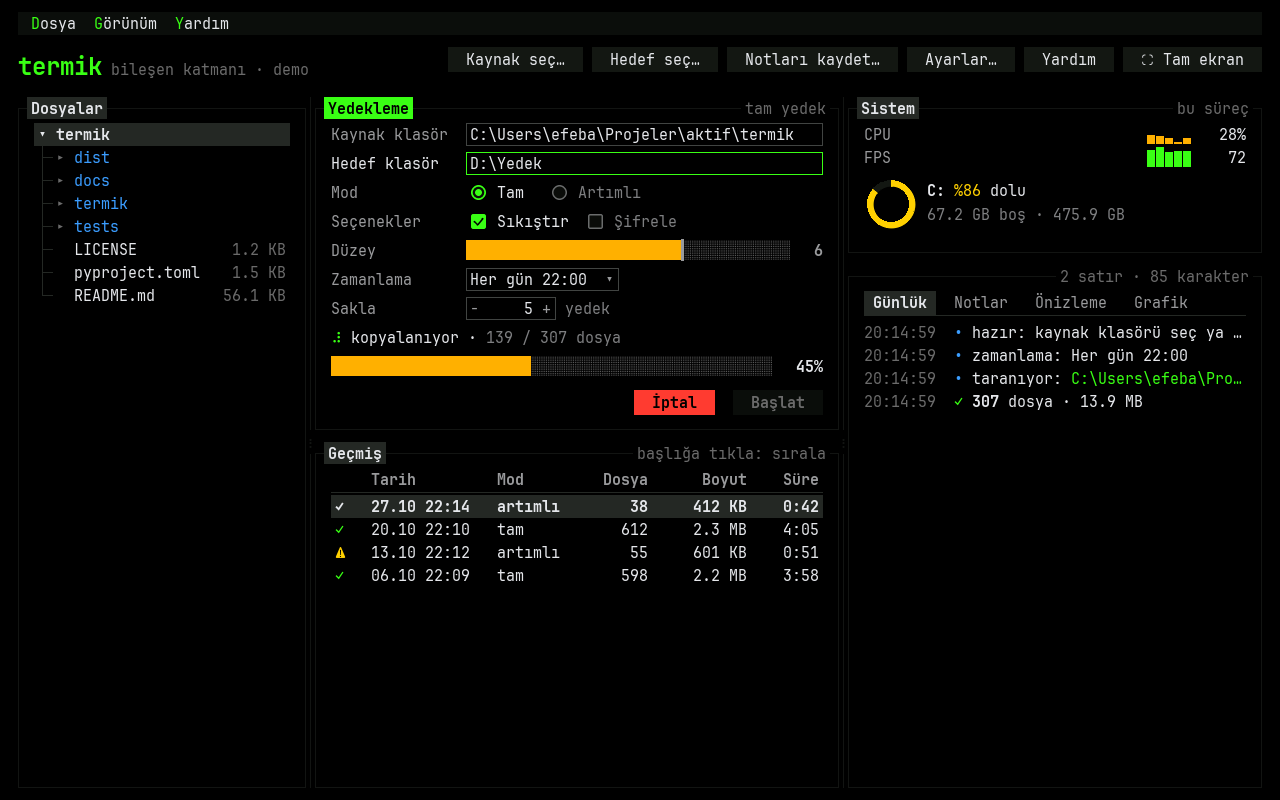 Dosya Görünüm Yardım
termik bileşen katmanı · demo
Kaynak seç… Hedef seç… Notları kaydet… Ayarlar… Yardım Tam ekran
Dosyalar
termik
dist
docs
termik
tests
LICENSE 1.2 KB
pyproject.toml 1.5 KB
README.md 56.1 KB
Yedekleme tam yedek
Kaynak klasör C:\Users\efeba\Projeler\aktif\termik
Hedef klasör D:\Yedek
Mod Tam Artımlı
Seçenekler Sıkıştır Şifrele
Düzey 6
Zamanlama Her gün 22:00
Sakla - 5 + yedek
kopyalanıyor · 139 / 307 dosya
45%
İptal Başlat
Geçmiş başlığa tıkla: sırala
Tarih Mod Dosya Boyut Süre
✓ 27.10 22:14 artımlı 38 412 KB 0:42
✓ 20.10 22:10 tam 612 2.3 MB 4:05
⚠ 13.10 22:12 artımlı 55 601 KB 0:51
✓ 06.10 22:09 tam 598 2.2 MB 3:58
Sistem bu süreç
CPU 28%
FPS 72
C: %86 dolu
67.2 GB boş · 475.9 GB
2 satır · 85 karakter
Günlük Notlar Önizleme Grafik
20:14:59 • hazır: kaynak klasörü seç ya …
20:14:59 • zamanlama: Her gün 22:00
20:14:59 • taranıyor: C:\Users\efeba\Pro…
20:14:59 ✓ 307 dosya · 13.9 MB